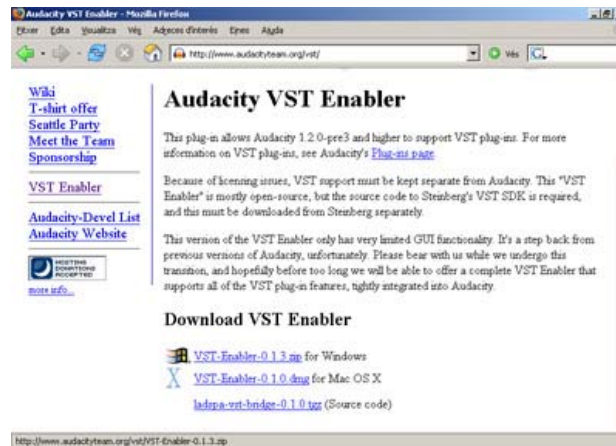 Audacity VST Enabler - Mozilla Firefox
Fitxer Edita Visualitza Vés Adreces d'interès Eines Ajuda
http://www.audacityteam.org/vst/
Vés
Wiki
T-shirt offer
Seattle Party
Meet the Team
Sponsorship
VST Enabler
Audacity-Devel List
Audacity Website
HOSTING
DONATIONS
ACCEPTED
more info...
Audacity VST Enabler
This plug-in allows Audacity 1.2.0-pre3 and higher to support VST plug-ins. For more
information on VST plug-ins, see Audacity's Plug-ins page.
Because of licensing issues, VST support must be kept separate from Audacity. This "VST
Enabler" is mostly open-source, but the source code to Steinberg's VST SDK is required,
and this must be downloaded from Steinberg separately.
This version of the VST Enabler only has very limited GUI functionality. It's a step back from
previous versions of Audacity, unfortunately. Please bear with us while we undergo this
transition, and hopefully before too long we will be able to offer a complete VST Enabler that
supports all of the VST plug-in features, tightly integrated into Audacity.
Download VST Enabler
VST-Enabler-0.1.3.zip for Windows
VST-Enabler-0.1.0.dmg for Mac OS X
ladspa-vst-bridge-0.1.0.tgz (Source code)
http://www.audacityteam.org/vst/VST-Enabler-0.1.3.zip